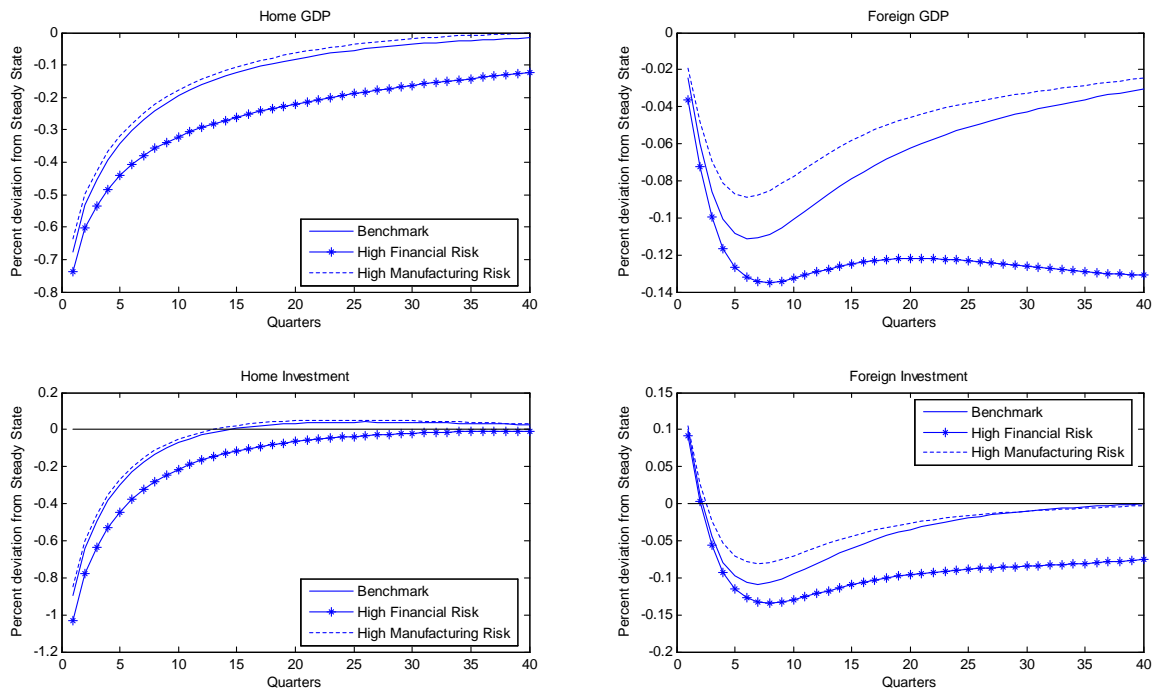 Home GDP
Percent deviation from Steady State
0
-0.1
-0.2
-0.3
-0.4
-0.5
-0.6
-0.7
-0.8
0 5 10 15 20 25 30 35 40
Quarters
Benchmark
High Financial Risk
High Manufacturing Risk
Foreign GDP
Percent deviation from Steady State
0
-0.02
-0.04
-0.06
-0.08
-0.1
-0.12
-0.14
0 5 10 15 20 25 30 35 40
Quarters
Home Investment
Percent deviation from Steady State
0.2
0
-0.2
-0.4
-0.6
-0.8
-1
-1.2
0 5 10 15 20 25 30 35 40
Quarters
Benchmark
High Financial Risk
High Manufacturing Risk
Foreign Investment
Percent deviation from Steady State
0.15
0.1
0.05
0
-0.05
-0.1
-0.15
-0.2
0 5 10 15 20 25 30 35 40
Quarters
Benchmark
High Financial Risk
High Manufacturing Risk